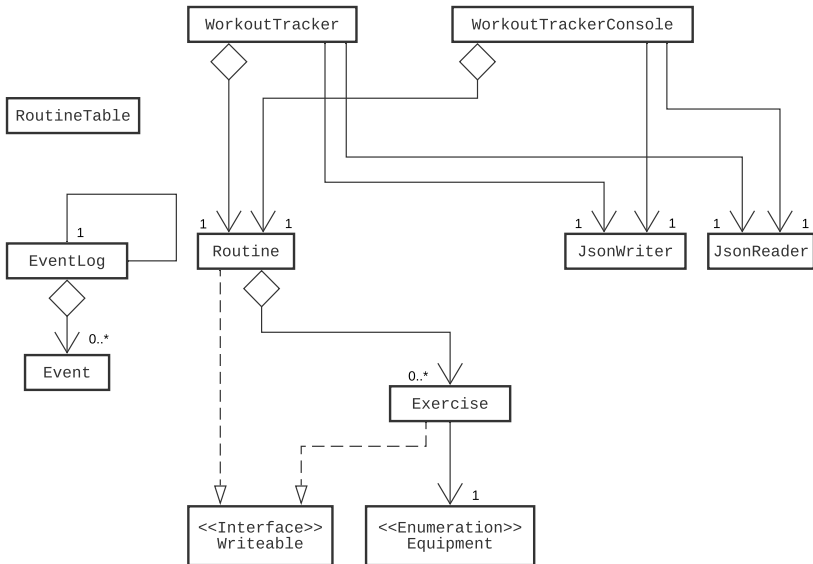 WorkoutTracker
WorkoutTrackerConsole
RoutineTable
1
1
1
1
1
1
1
EventLog
Routine
JsonWriter
JsonReader
0..*
Event
0..*
Exercise
1
<<Interface>>
Writeable
<<Enumeration>>
Equipment